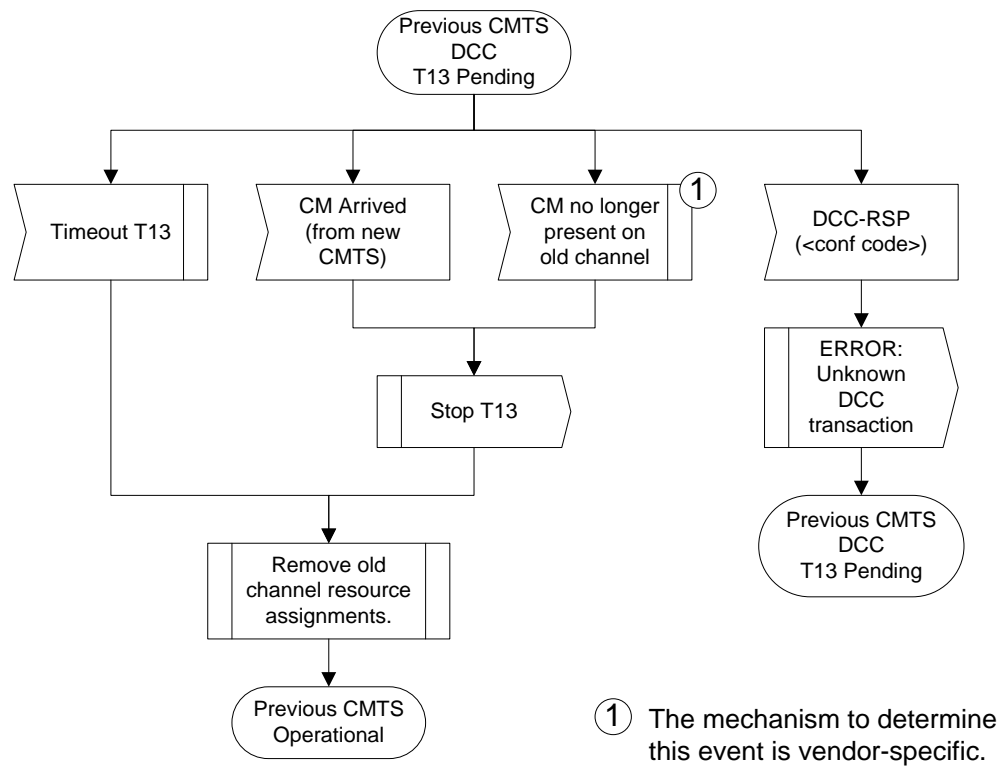 Previous CMTS
DCC
T13 Pending
Timeout T13
CM Arrived
(from new
CMTS)
CM no longer
present on
old channel
1
DCC-RSP
(<conf code>)
ERROR:
Unknown
DCC
transaction
Stop T13
Previous CMTS
DCC
T13 Pending
Remove old
channel resource
assignments.
Previous CMTS
Operational
1 The mechanism to determine
this event is vendor-specific.